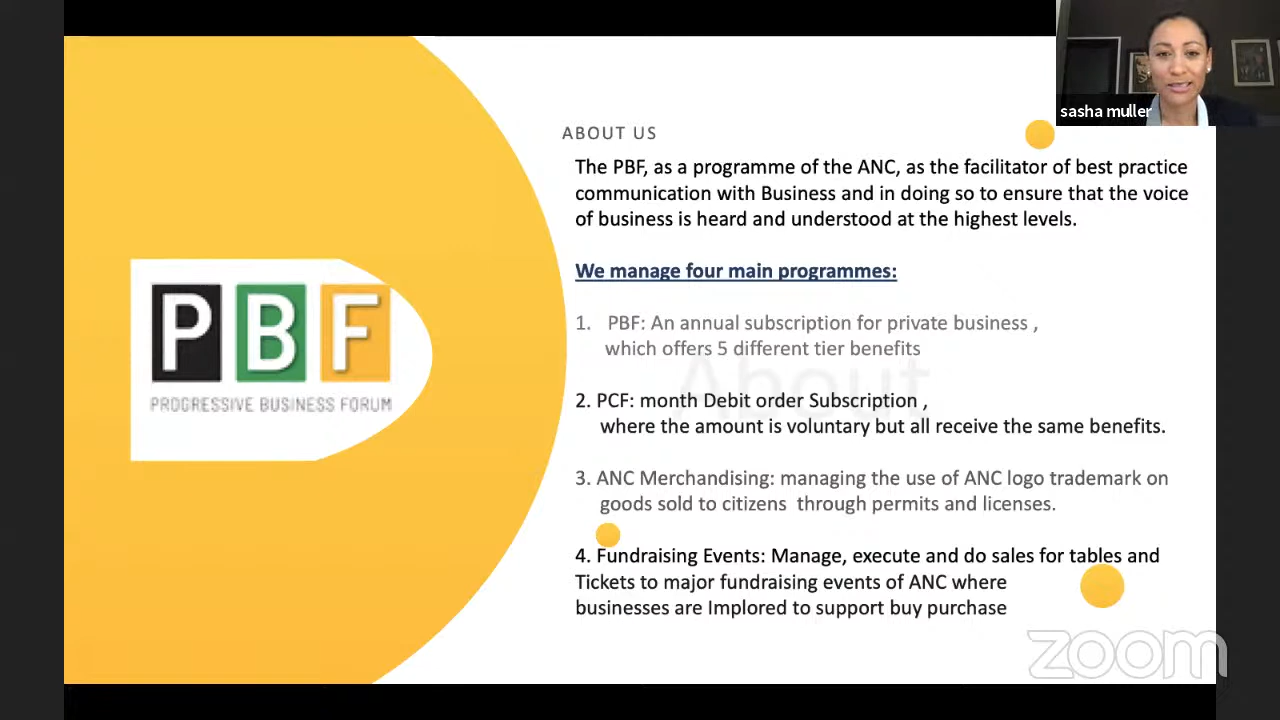 sasha muller
ABOUT US
The PBF, as a programme of the ANC, as the facilitator of best practice
communication with Business and in doing so to ensure that the voice
of business is heard and understood at the highest levels.
We manage four main programmes:
1. PBF: An annual subscription for private business ,
which offers 5 different tier benefits
About
2. PCF: month Debit order Subscription ,
where the amount is voluntary but all receive the same benefits.
3. ANC Merchandising: managing the use of ANC logo trademark on
goods sold to citizens through permits and licenses.
4. Fundraising Events: Manage, execute and do sales for tables and
Tickets to major fundraising events of ANC where
businesses are Implored to support buy purchase
PBF
PROGRESSIVE BUSINESS FORUM
zoom